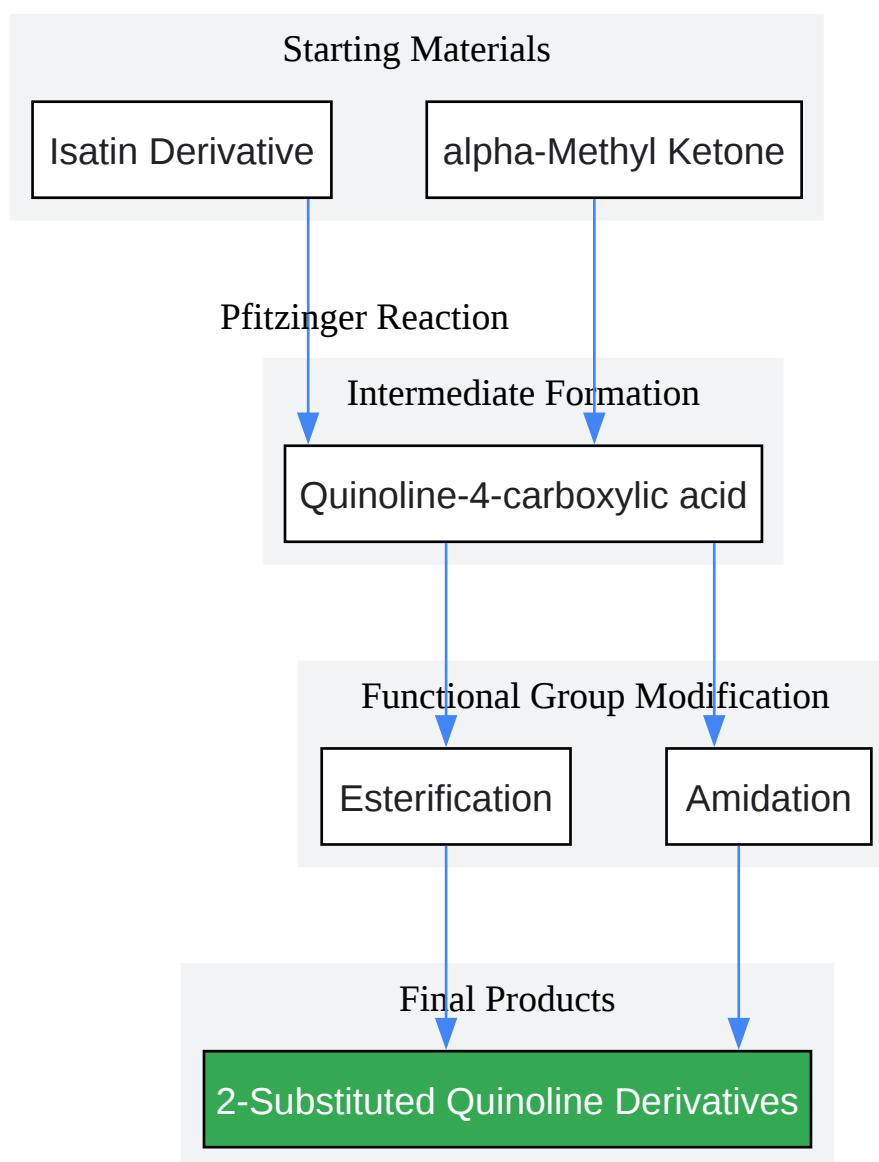 Starting Materials
Isatin Derivative
alpha-Methyl Ketone
Pfitzinger Reaction
Intermediate Formation
Quinoline-4-carboxylic acid
Functional Group Modification
Esterification
Amidation
Final Products
2-Substituted Quinoline Derivatives